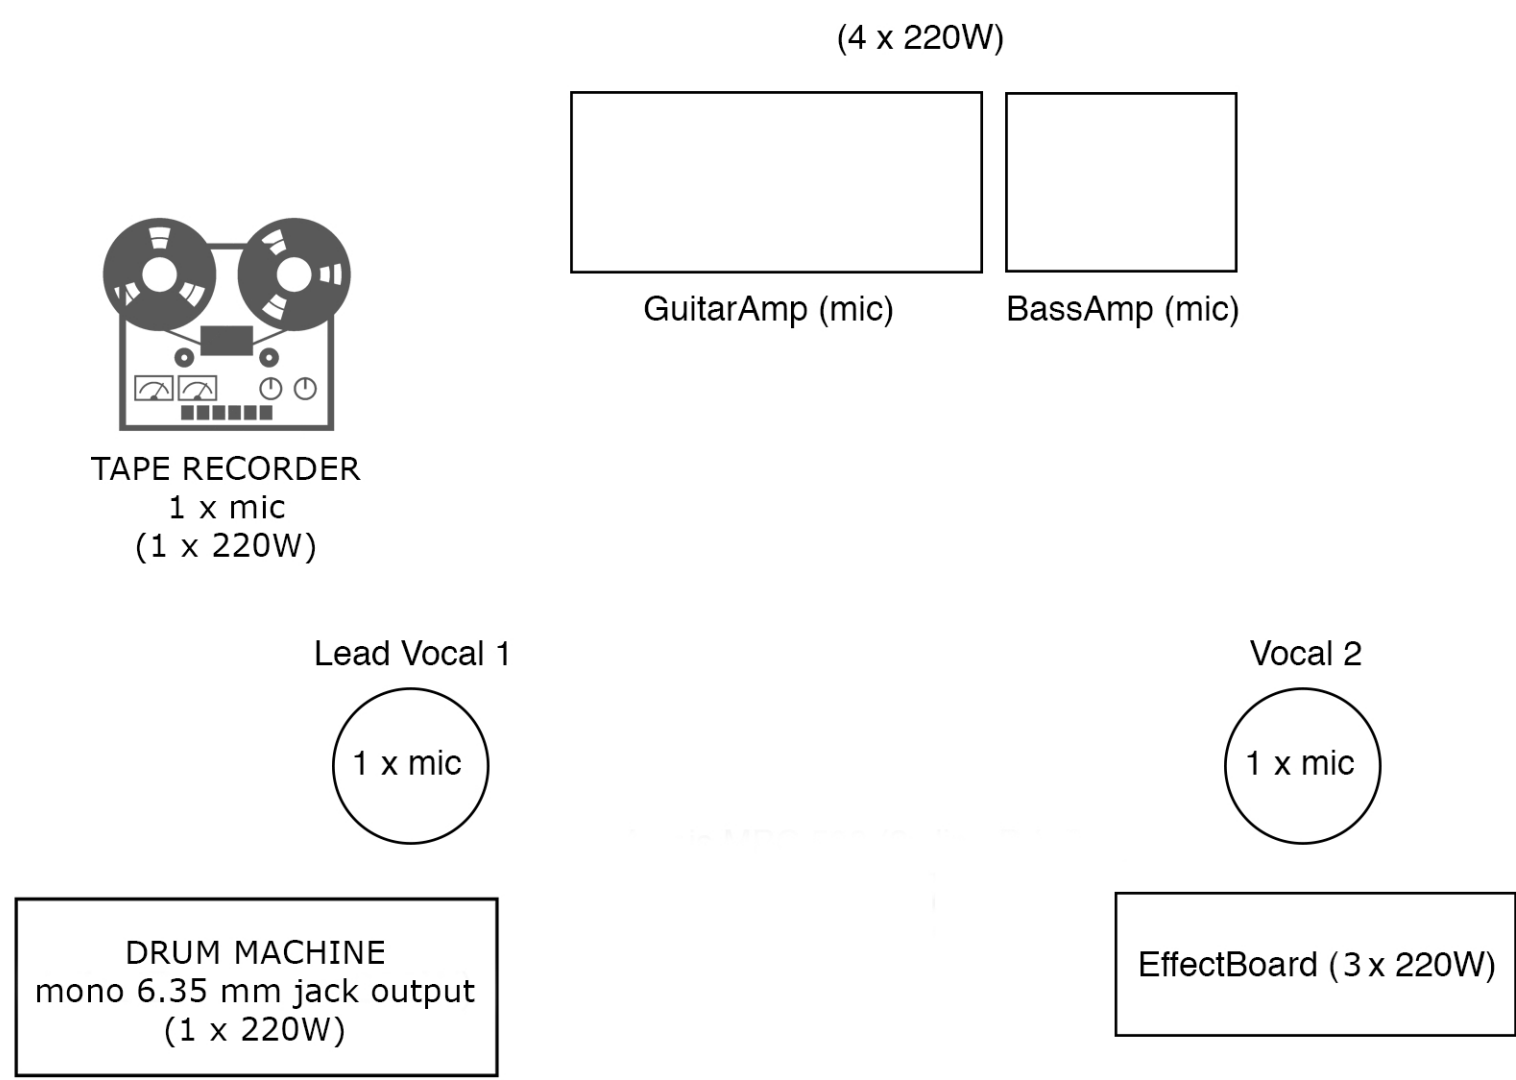 (4 x 220W)
GuitarAmp (mic)
BassAmp (mic)
TAPE RECORDER
1 x mic
(1 x 220W)
Lead Vocal 1
1 x mic
Vocal 2
1 x mic
DRUM MACHINE
mono 6.35 mm jack output
(1 x 220W)
EffectBoard (3 x 220W)